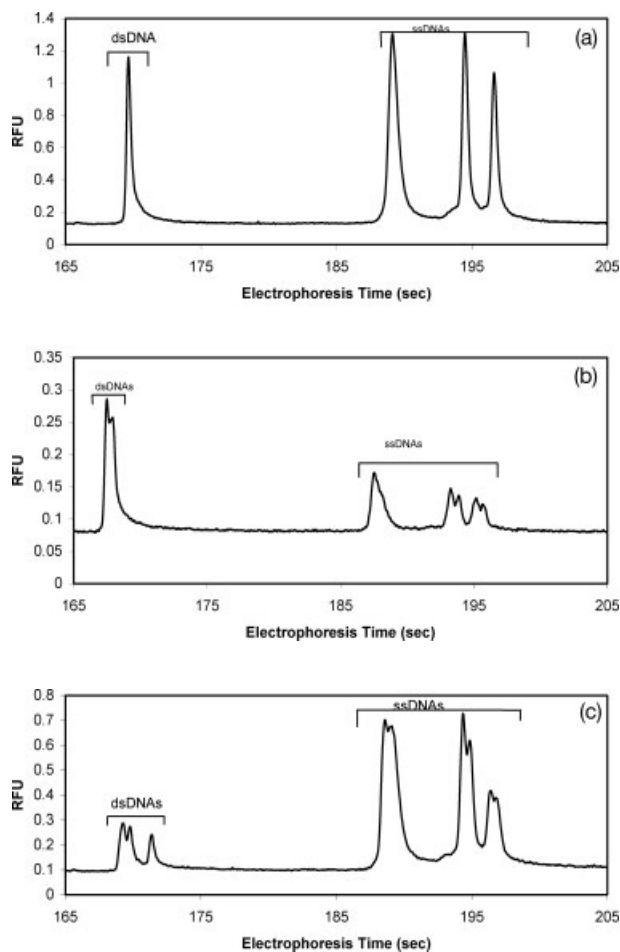 (a)
dsDNA
ssDNAs
1.4
1.2
1
0.8
0.6
0.4
0.2
0
RFU
165 175 185 195 205
Electrophoresis Time (sec)
(b)
dsDNAs
ssDNAs
0.35
0.3
0.25
0.2
0.15
0.1
0.05
0
RFU
165 175 185 195 205
Electrophoresis Time (sec)
(c)
dsDNAs
ssDNAs
0.8
0.7
0.6
0.5
0.4
0.3
0.2
0.1
0
RFU
165 175 185 195 205
Electrophoresis Time (sec)